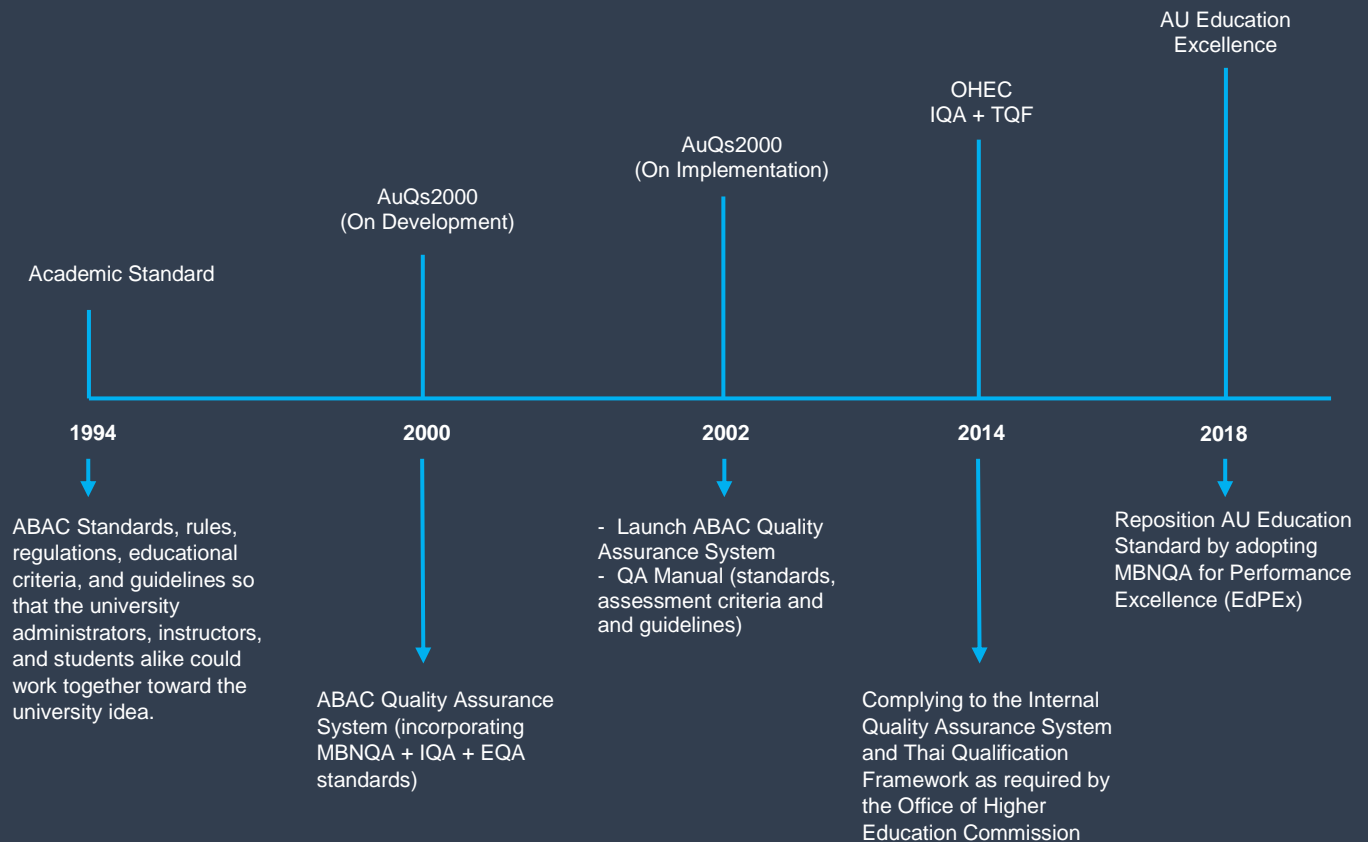 AU Education
Excellence
OHEC
IQA + TQF
AuQs2000
(On Implementation)
AuQs2000
(On Development)
Academic Standard
1994
2000
2002
2014
2018
ABAC Standards, rules,
regulations, educational
criteria, and guidelines so
that the university
administrators, instructors,
and students alike could
work together toward the
university idea.
ABAC Quality Assurance
System (incorporating
MBNQA + IQA + EQA
standards)
- Launch ABAC Quality
Assurance System
- QA Manual (standards,
assessment criteria and
and guidelines)
Complying to the Internal
Quality Assurance System
and Thai Qualification
Framework as required by
the Office of Higher
Education Commission
Reposition AU Education
Standard by adopting
MBNQA for Performance
Excellence (EdPEx)